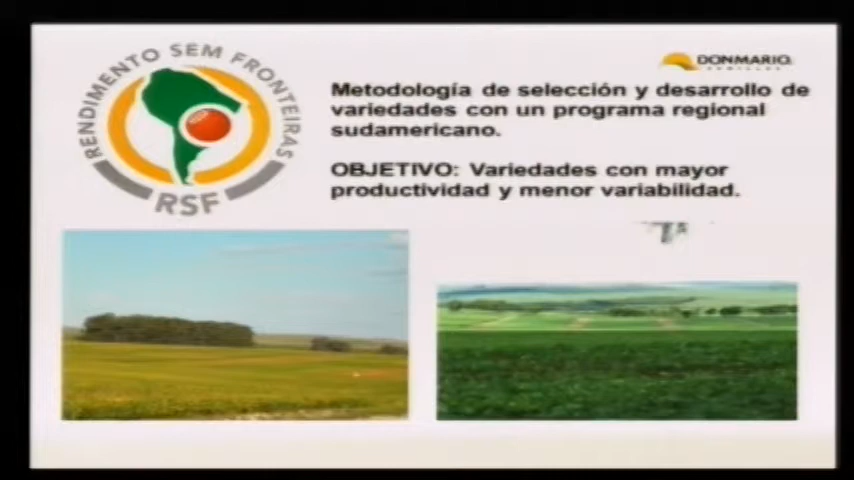 RENDIMENTO SEM FRONTEIRAS
RSF
DONMARIO
Metodología de selección y desarrollo de
variedades con un programa regional
sudamericano.
OBJETIVO: Variedades con mayor
productividad y menor variabilidad.